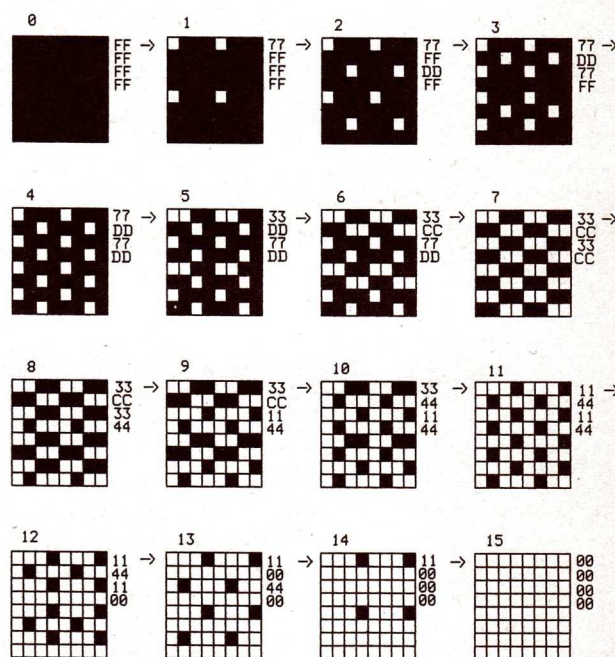 0
FF →
FF
FF
FF
1
77 →
FF
FF
FF
2
77 →
FF
DD
FF
3
77 →
DD
77
FF
4
77 →
DD
77
DD
5
33 →
DD
77
DD
6
33 →
CC
77
DD
7
33 →
CC
33
CC
8
33 →
CC
33
44
9
33 →
CC
11
44
10
33 →
44
11
44
11
11 →
44
11
44
12
11 →
44
11
00
13
11 →
00
44
00
14
11 →
00
00
00
15
00
00
00
00